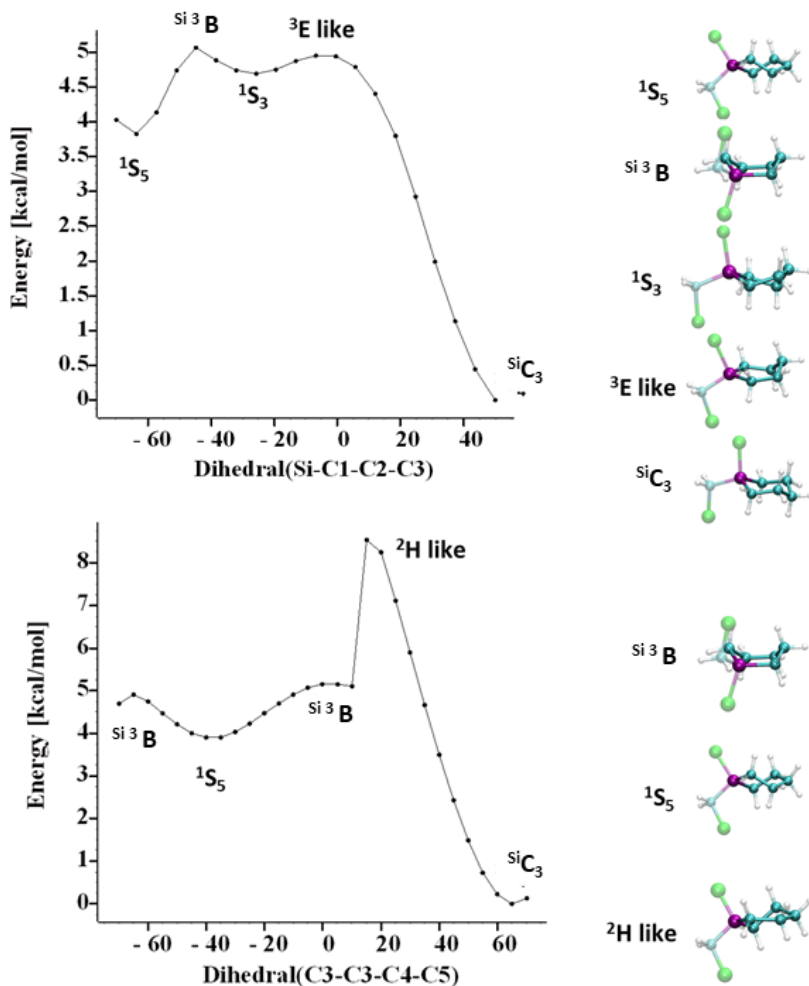 Si 3 B
³E like
5
4.5
4
3.5
3
2.5
2
1.5
1
0.5
0
¹S₃
¹S₅
SiC₃
Energy [kcal/mol]
- 60 - 40 - 20 0 20 40 60
Dihedral(Si-C1-C2-C3)
¹S₅
Si 3 B
¹S₃
³E like
SiC₃
²H like
8
6
5
4
2
1
0
Si 3 B
Si 3 B
¹S₅
SiC₃
Energy [kcal/mol]
- 60 - 40 - 20 0 20 40 60
Dihedral(C3-C3-C4-C5)
Si 3 B
¹S₅
²H like